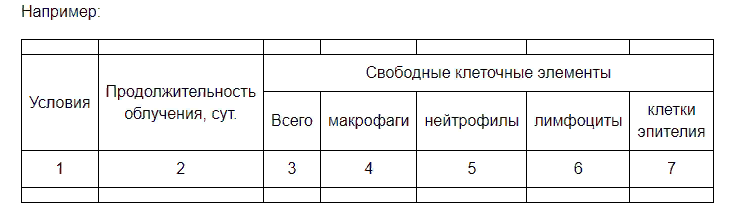 Например:
Условия
Продолжительность
облучения, сут.
Свободные клеточные элементы
Всего
макрофаги
нейтрофилы
лимфоциты
клетки
эпителия
1 2 3 4 5 6 7